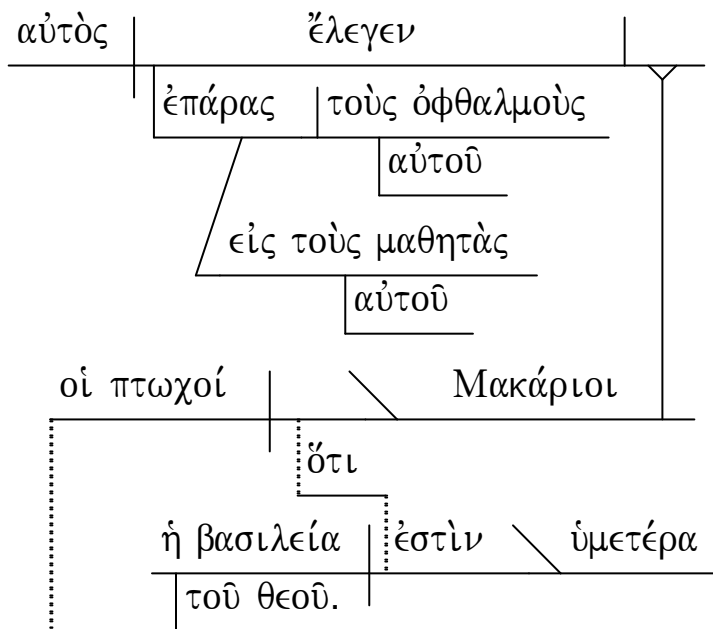 αὐτὸς ἔλεγεν
ἐπάρας τοὺς ὀφθαλμοὺς
αὐτοῦ
εἰς τοὺς μαθητὰς
αὐτοῦ
οἱ πτωχοί Μακάριοι
ὅτι
ἡ βασιλεία ἐστὶν ὑμετέρα
τοῦ θεοῦ.